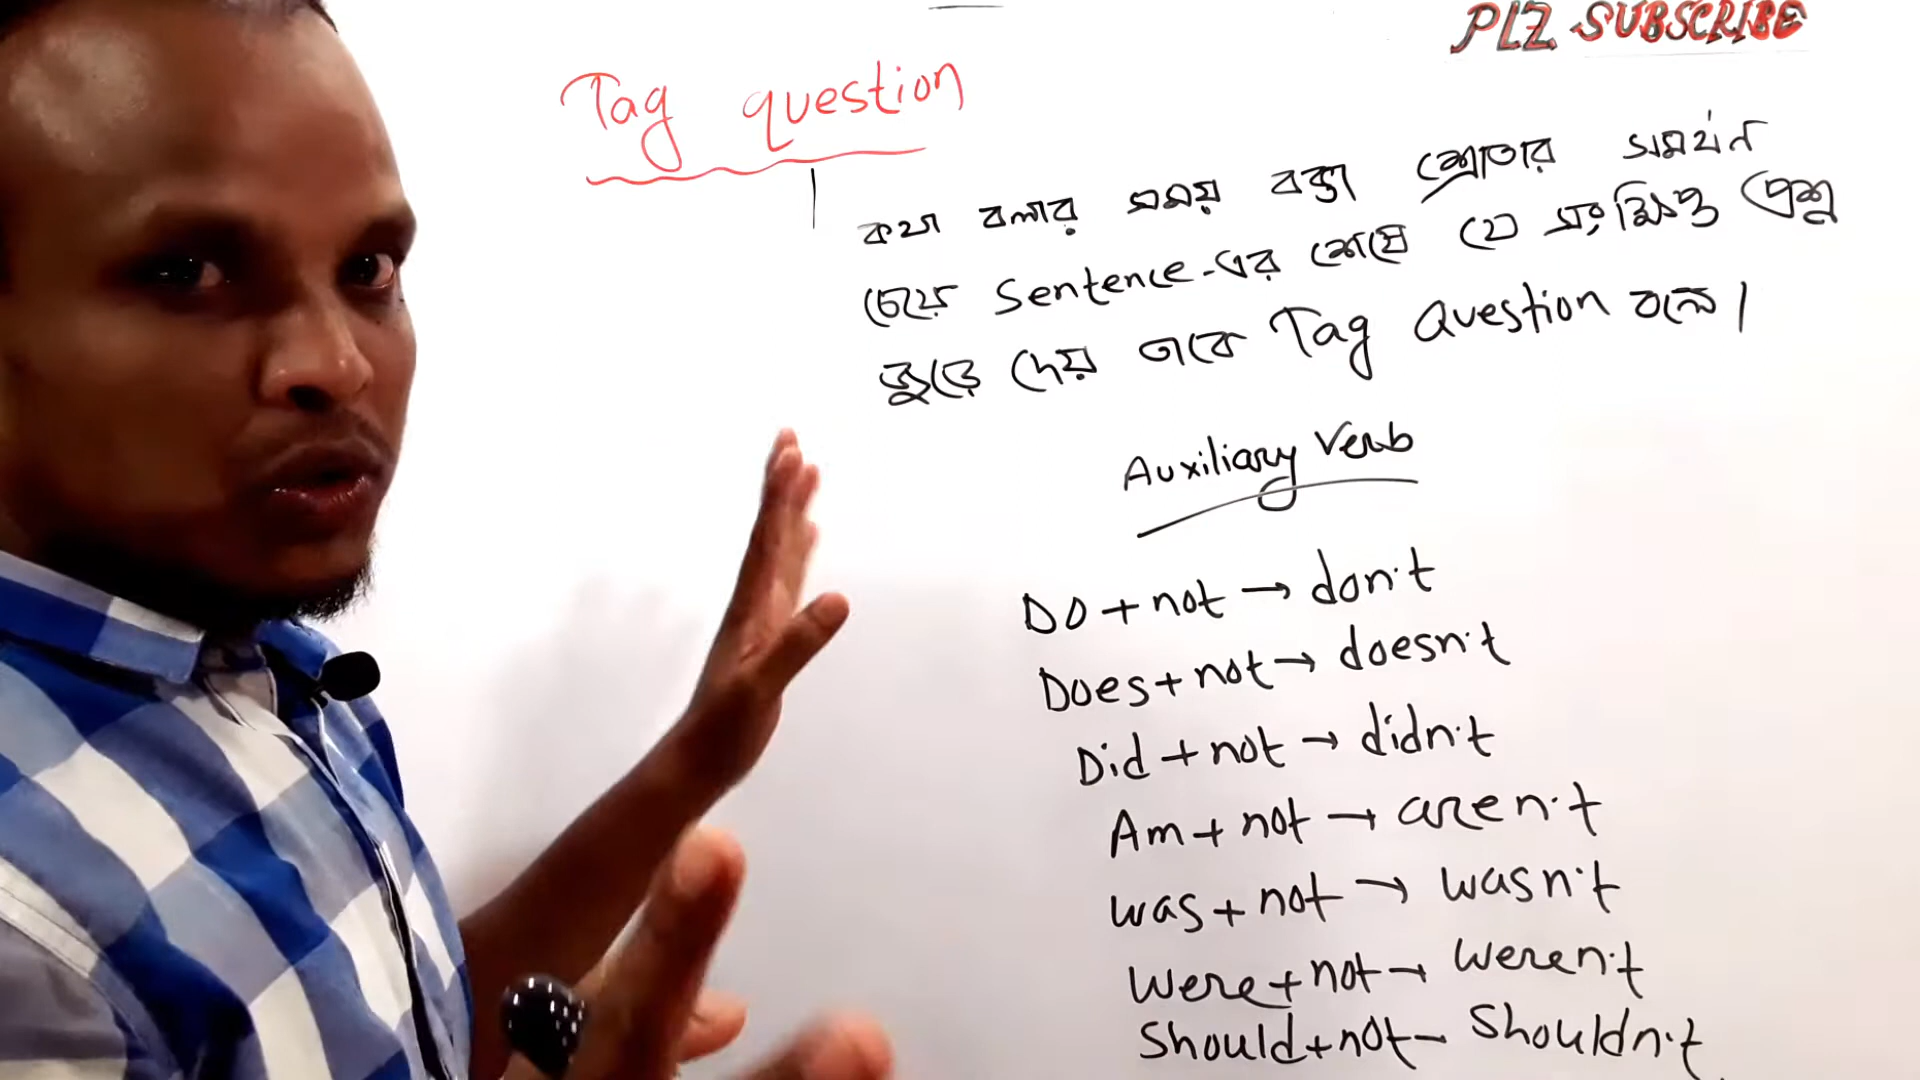 PLZ SUBSCRIBE
Tag question
কথা বলার সময় বক্তা শ্রোতার সমর্থন
চেয়ে Sentence-এর শেষে যে সংক্ষিপ্ত প্রশ্ন
জুড়ে দেয় তাকে Tag Question বলে।
Auxiliary Verb
Do + not → don't
Does + not → doesn't
Did + not → didn't
Am + not → aren't
was + not → wasn't
were + not → weren't
Should + not – Shouldn't